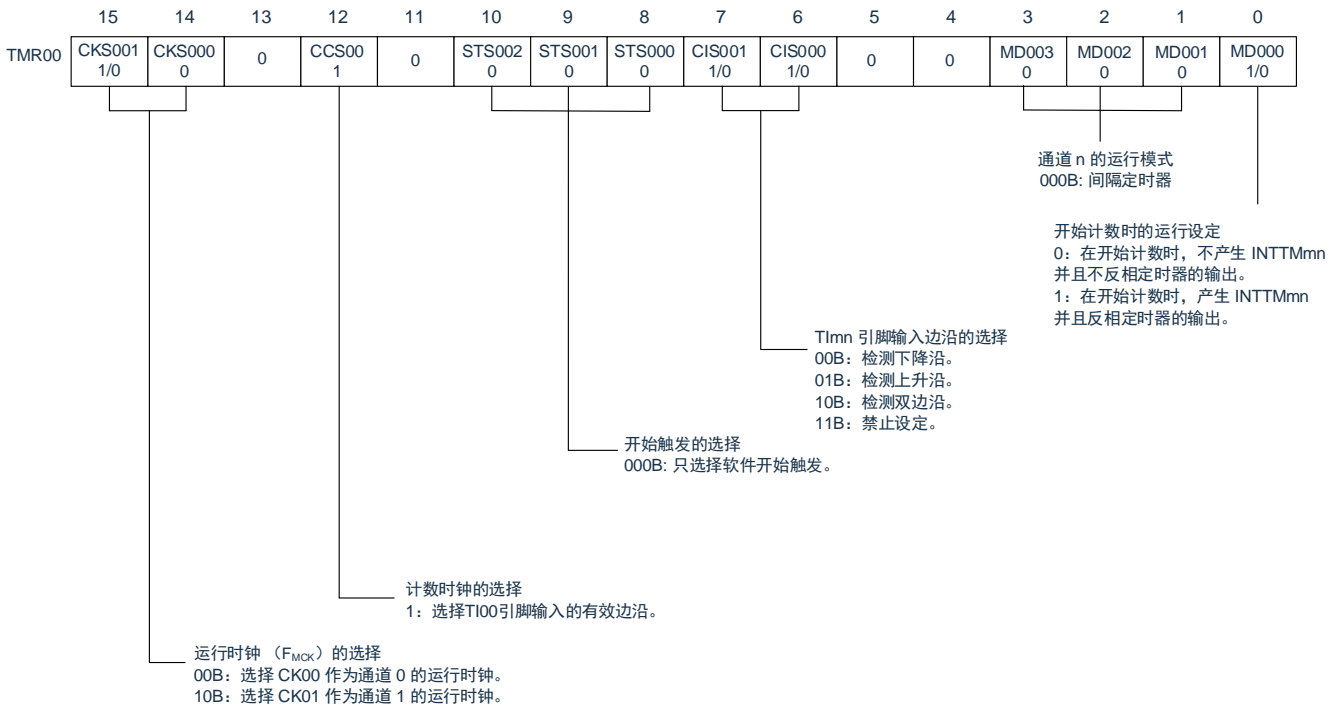 15 14 13 12 11 10 9 8 7 6 5 4 3 2 1 0
TMR00 CKS001 CKS000 0 CCS00 0 STS002 STS001 STS000 CIS001 CIS000 0 0 MD003 MD002 MD001 MD000
1/0 0 1 0 0 0 1/0 1/0 0 0 0 1/0
通道 n 的运行模式
000B: 间隔定时器
开始计数时的运行设定
0：在开始计数时，不产生 INTTMmn
并且不反相定时器的输出。
1：在开始计数时，产生 INTTMmn
并且反相定时器的输出。
TImn 引脚输入边沿的选择
00B：检测下降沿。
01B：检测上升沿。
10B：检测双边沿。
11B：禁止设定。
开始触发的选择
000B: 只选择软件开始触发。
计数时钟的选择
1：选择TI00引脚输入的有效边沿。
运行时钟 （FMCK）的选择
00B：选择 CK00 作为通道 0 的运行时钟。
10B：选择 CK01 作为通道 1 的运行时钟。